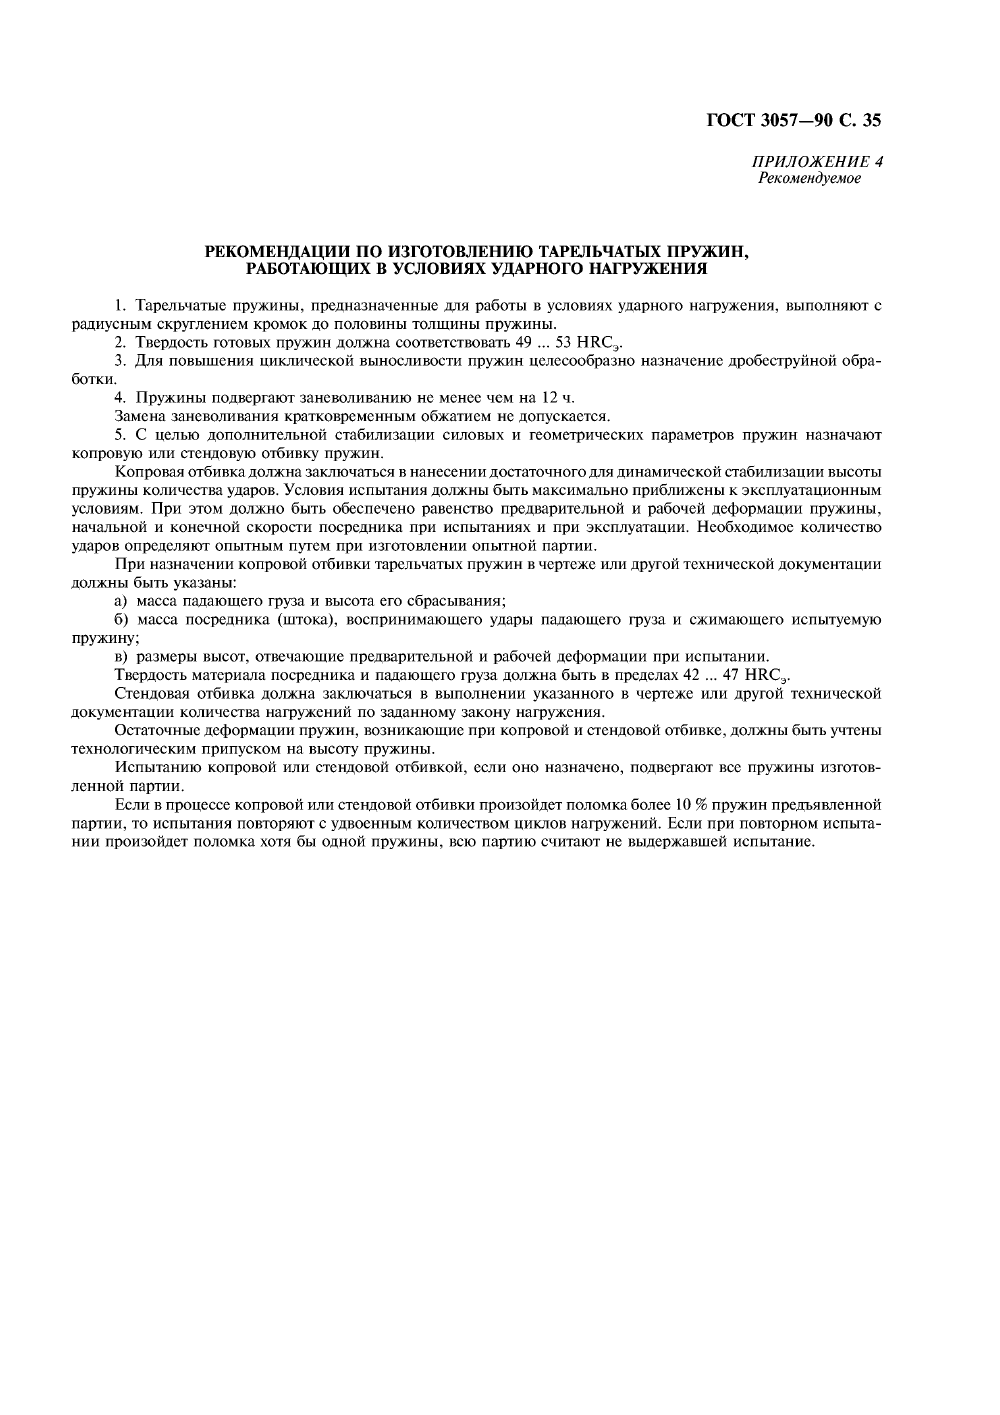 ГОСТ 3057—90 С. 35
ПРИЛОЖЕНИЕ 4
Рекомендуемое
РЕКОМЕНДАЦИИ ПО ИЗГОТОВЛЕНИЮ ТАРЕЛЬЧАТЫХ ПРУЖИН,
РАБОТАЮЩИХ В УСЛОВИЯХ УДАРНОГО НАГРУЖЕНИЯ
1. Тарельчатые пружины, предназначенные для работы в условиях ударного нагружения, выполняют с
радиусным скруглением кромок до половины толщины пружины.
2. Твердость готовых пружин должна соответствовать 49 ... 53 HRCэ.
3. Для повышения циклической выносливости пружин целесообразно назначение дробеструйной обра-
ботки.
4. Пружины подвергают заневоливанию не менее чем на 12 ч.
Замена заневоливания кратковременным обжатием не допускается.
5. С целью дополнительной стабилизации силовых и геометрических параметров пружин назначают
копровую или стендовую отбивку пружин.
Копровая отбивка должна заключаться в нанесении достаточного для динамической стабилизации высоты
пружины количества ударов. Условия испытания должны быть максимально приближены к эксплуатационным
условиям. При этом должно быть обеспечено равенство предварительной и рабочей деформации пружины,
начальной и конечной скорости посредника при испытаниях и при эксплуатации. Необходимое количество
ударов определяют опытным путем при изготовлении опытной партии.
При назначении копровой отбивки тарельчатых пружин в чертеже или другой технической документации
должны быть указаны:
а) масса падающего груза и высота его сбрасывания;
б) масса посредника (штока), воспринимающего удары падающего груза и сжимающего испытуемую
пружину;
в) размеры высот, отвечающие предварительной и рабочей деформации при испытании.
Твердость материала посредника и падающего груза должна быть в пределах 42 ... 47 HRCэ.
Стендовая отбивка должна заключаться в выполнении указанного в чертеже или другой технической
документации количества нагружений по заданному закону нагружения.
Остаточные деформации пружин, возникающие при копровой и стендовой отбивке, должны быть учтены
технологическим припуском на высоту пружины.
Испытанию копровой или стендовой отбивкой, если оно назначено, подвергают все пружины изготов-
ленной партии.
Если в процессе копровой или стендовой отбивки произойдет поломка более 10 % пружин предъявленной
партии, то испытания повторяют с удвоенным количеством циклов нагружений. Если при повторном испыта-
нии произойдет поломка хотя бы одной пружины, всю партию считают не выдержавшей испытание.